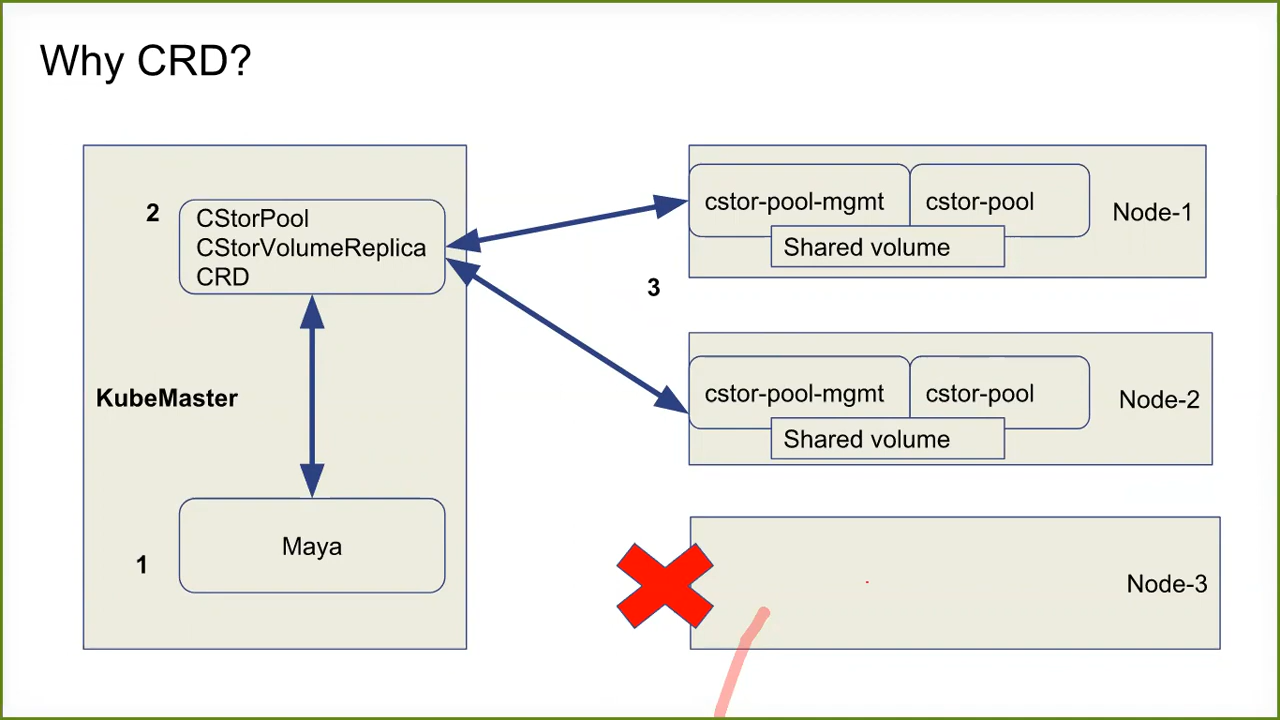 Why CRD?
2
CStorPool
CStorVolumeReplica
CRD
KubeMaster
1
Maya
3
cstor-pool-mgmt
cstor-pool
Node-1
Shared volume
cstor-pool-mgmt
cstor-pool
Node-2
Shared volume
Node-3